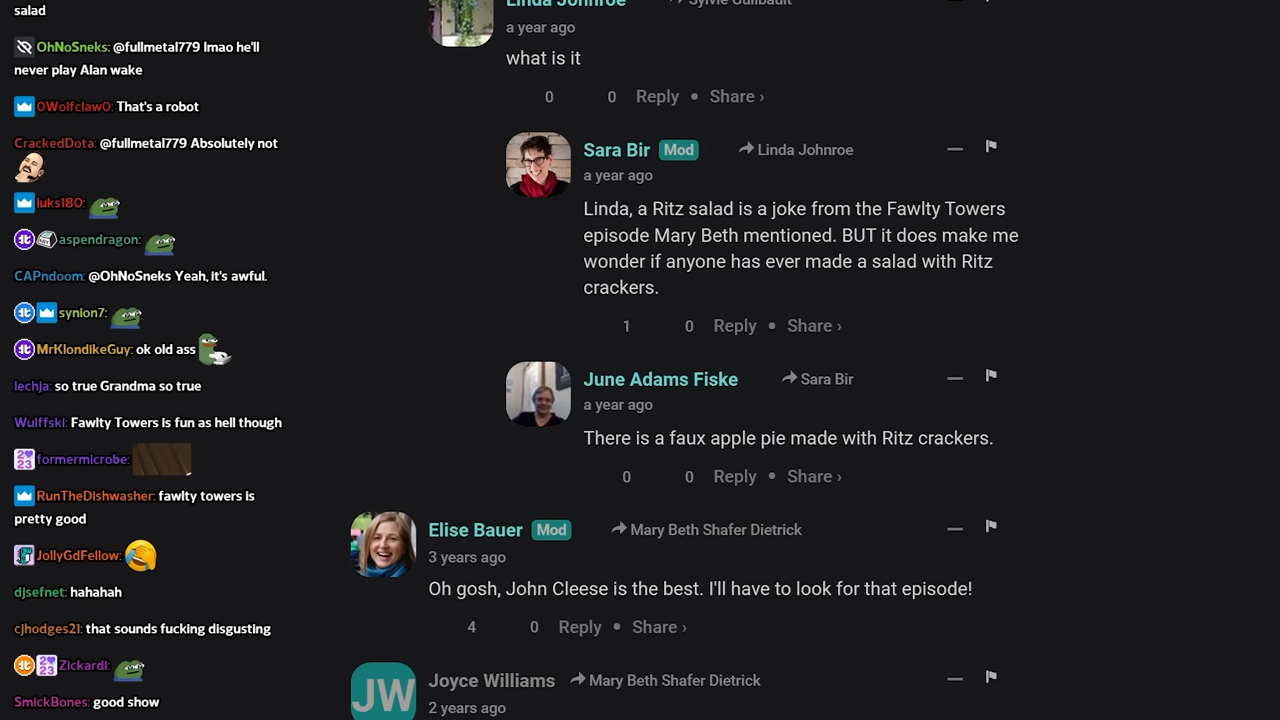 salad
OhNoSneks: @fullmetal779 lmao he'll
never play Alan wake
0Wolfclaw0: That's a robot
CrackedDota: @fullmetal779 Absolutely not
luks180:
aspendragon:
CAPndoom: @OhNoSneks Yeah, it's awful.
synion7:
MrKlondikeGuy: ok old ass
lechja: so true Grandma so true
Wulffski: Fawlty Towers is fun as hell though
formermicrobe:
RunTheDishwasher: fawlty towers is
pretty good
JollyGdFellow:
djsefnet: hahahah
cjhodges21: that sounds fucking disgusting
Zickardi:
SmickBones: good show
Linda Johnroe Sylvie Guilbault
a year ago
what is it
0 0 Reply • Share ›
Sara Bir Mod Linda Johnroe
a year ago
Linda, a Ritz salad is a joke from the Fawlty Towers
episode Mary Beth mentioned. BUT it does make me
wonder if anyone has ever made a salad with Ritz
crackers.
1 0 Reply • Share ›
June Adams Fiske Sara Bir
a year ago
There is a faux apple pie made with Ritz crackers.
0 0 Reply • Share ›
Elise Bauer Mod Mary Beth Shafer Dietrick
3 years ago
Oh gosh, John Cleese is the best. I'll have to look for that episode!
4 0 Reply • Share ›
JW
Joyce Williams Mary Beth Shafer Dietrick
2 years ago